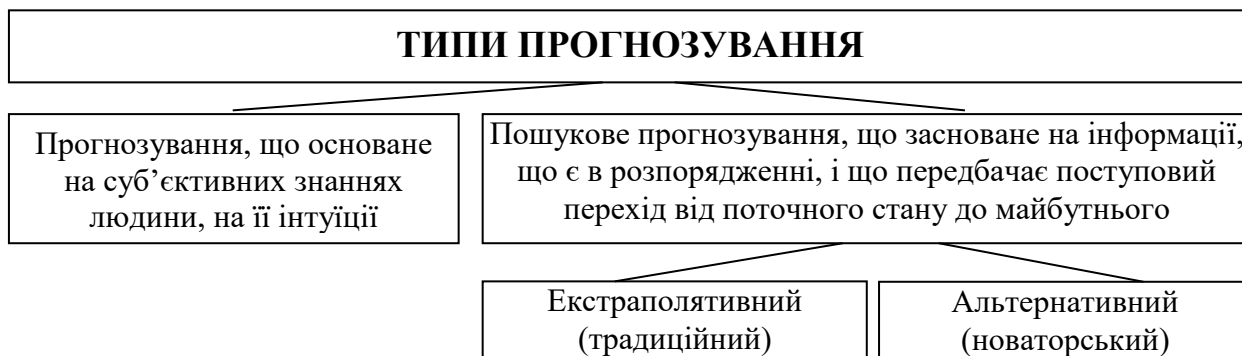 ТИПИ ПРОГНОЗУВАННЯ
Прогнозування, що основане
на суб’єктивних знаннях
людини, на її інтуїції
Пошукове прогнозування, що засноване на інформації,
що є в розпорядженні, і що передбачає поступовий
перехід від поточного стану до майбутнього
Екстраполятивний
(традиційний)
Альтернативний
(новаторський)